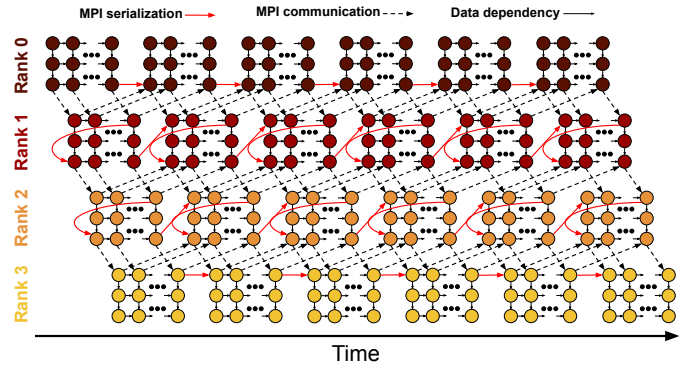 MPI serialization MPI communication Data dependency
Rank 0
Rank 1
Rank 2
Rank 3
Time